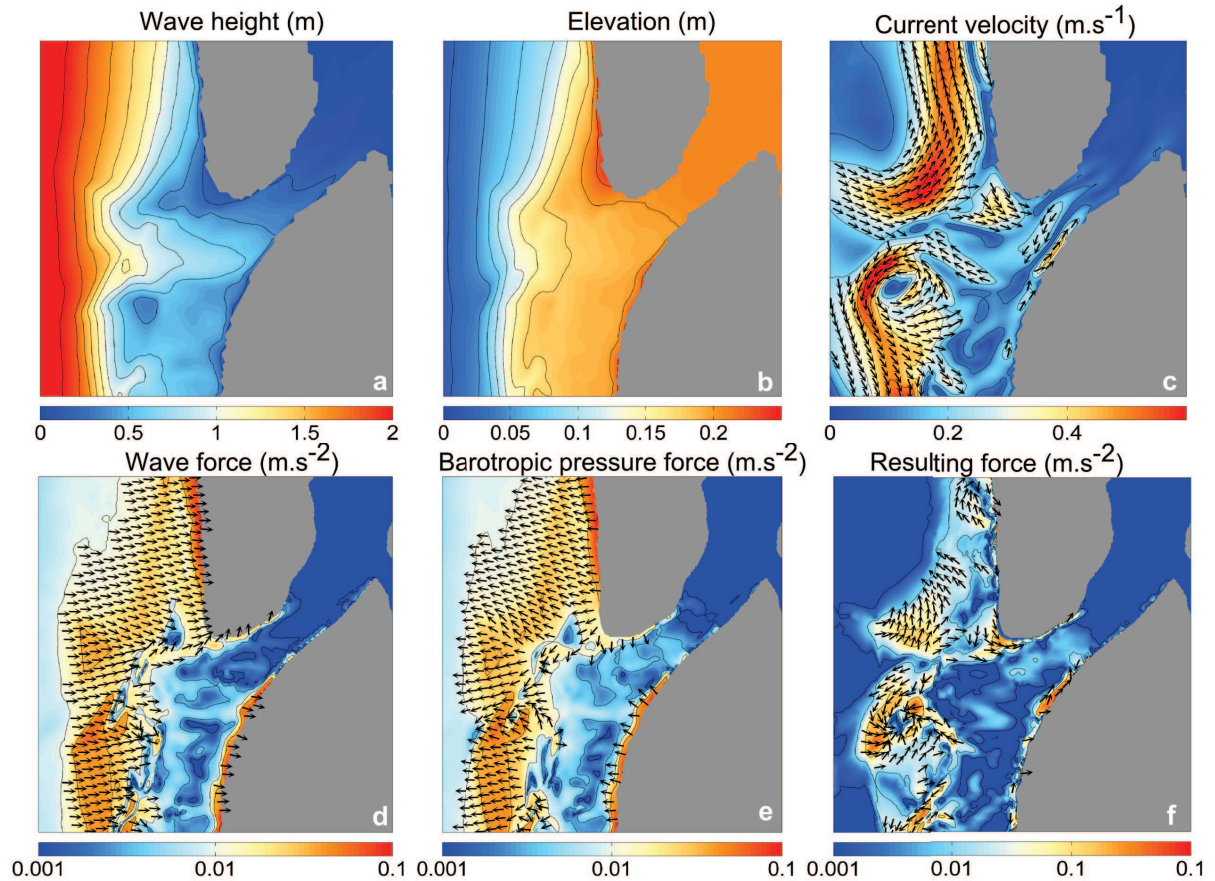 Wave height (m) Elevation (m) Current velocity (m.s⁻¹)
a b c
0 0.5 1 1.5 2 0 0.05 0.1 0.15 0.2 0 0.2 0.4
Wave force (m.s⁻²) Barotropic pressure force (m.s⁻²) Resulting force (m.s⁻²)
d e f
0.001 0.01 0.1 0.001 0.01 0.1 0.001 0.01 0.1